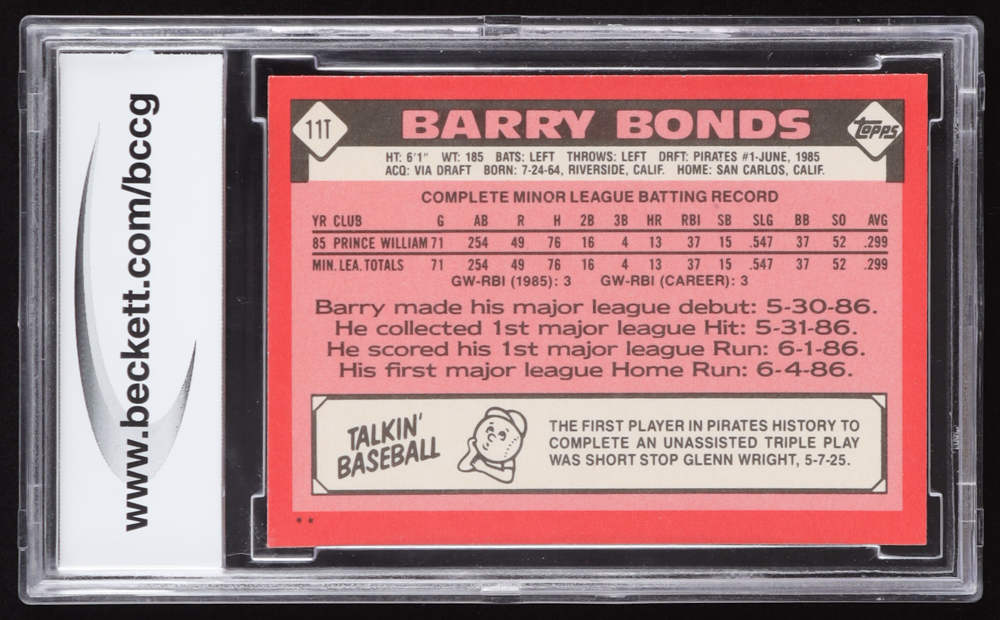 www.beckett.com/bccg
11T
BARRY BONDS
Topps
HT: 6'1" WT: 185 BATS: LEFT THROWS: LEFT DRFT: PIRATES #1-JUNE, 1985
ACQ: VIA DRAFT BORN: 7-24-64, RIVERSIDE, CALIF. HOME: SAN CARLOS, CALIF.
COMPLETE MINOR LEAGUE BATTING RECORD
YR CLUB G AB R H 2B 3B HR RBI SB SLG BB SO AVG
85 PRINCE WILLIAM 71 254 49 76 16 4 13 37 15 .547 37 52 .299
MIN. LEA. TOTALS 71 254 49 76 16 4 13 37 15 .547 37 52 .299
GW-RBI (1985): 3 GW-RBI (CAREER): 3
Barry made his major league debut: 5-30-86.
He collected 1st major league Hit: 5-31-86.
He scored his 1st major league Run: 6-1-86.
His first major league Home Run: 6-4-86.
TALKIN'
BASEBALL
THE FIRST PLAYER IN PIRATES HISTORY TO
COMPLETE AN UNASSISTED TRIPLE PLAY
WAS SHORT STOP GLENN WRIGHT, 5-7-25.
**